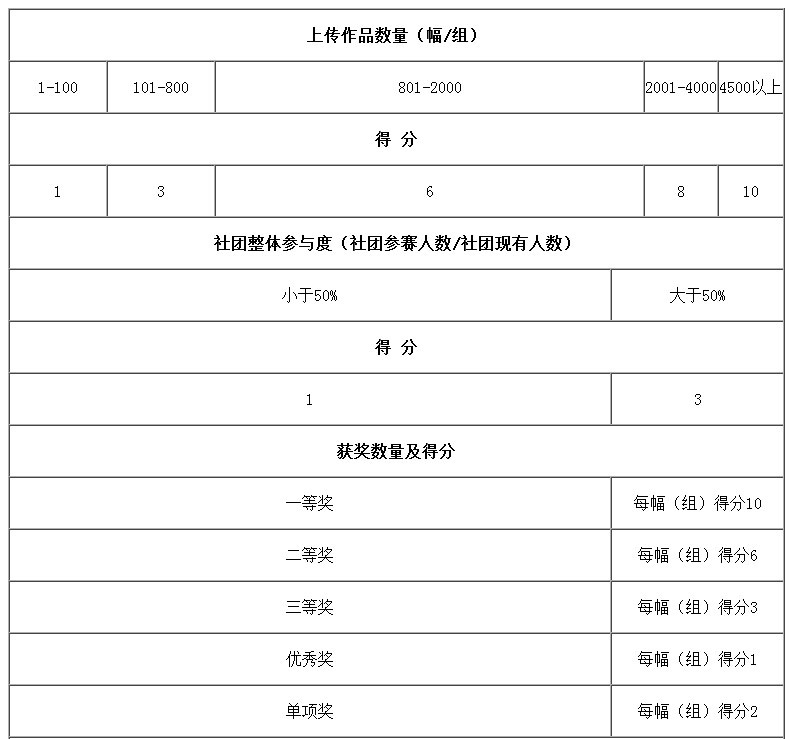 上传作品数量（幅/组）
1-100 101-800 801-2000 2001-4000 4500以上
得 分
1 3 6 8 10
社团整体参与度（社团参赛人数/社团现有人数）
小于50% 大于50%
得 分
1 3
获奖数量及得分
一等奖 每幅（组）得分10
二等奖 每幅（组）得分6
三等奖 每幅（组）得分3
优秀奖 每幅（组）得分1
单项奖 每幅（组）得分2